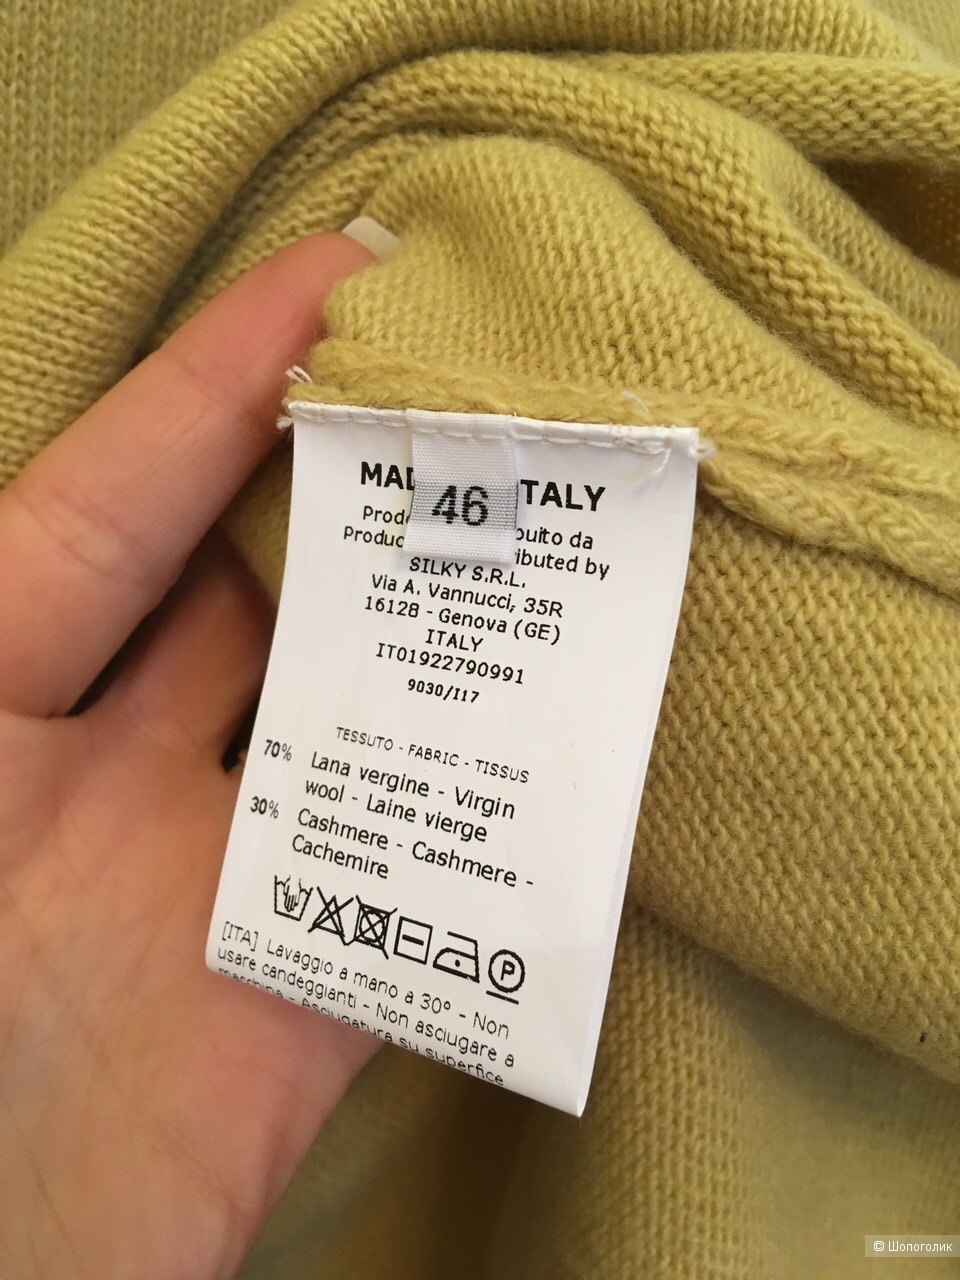 MAD TALY
46
Prod buito da
Produc ributed by
SILKY S.R.L.
Via A. Vannucci, 35R
16128 - Genova (GE)
ITALY
IT01922790991
9030/I17
TESSUTO - FABRIC - TISSUS
70% Lana vergine - Virgin
wool - Laine vierge
30% Cashmere - Cashmere -
Cachemire
P
[ITA] Lavaggio a mano a 30° - Non
usare candeggianti - Non asciugare a
macchina - Asciugatura su superfice
© Шопоголик